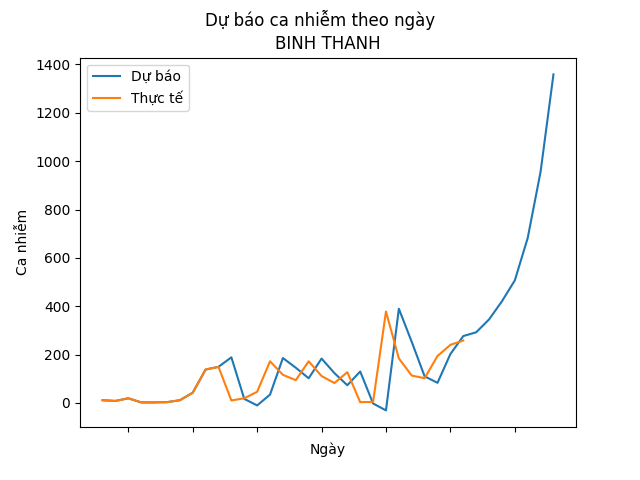 Dự báo ca nhiễm theo ngày
BINH THANH
Dự báo
Thực tế
1400
1200
1000
800
600
400
200
0
Ca nhiễm
Ngày